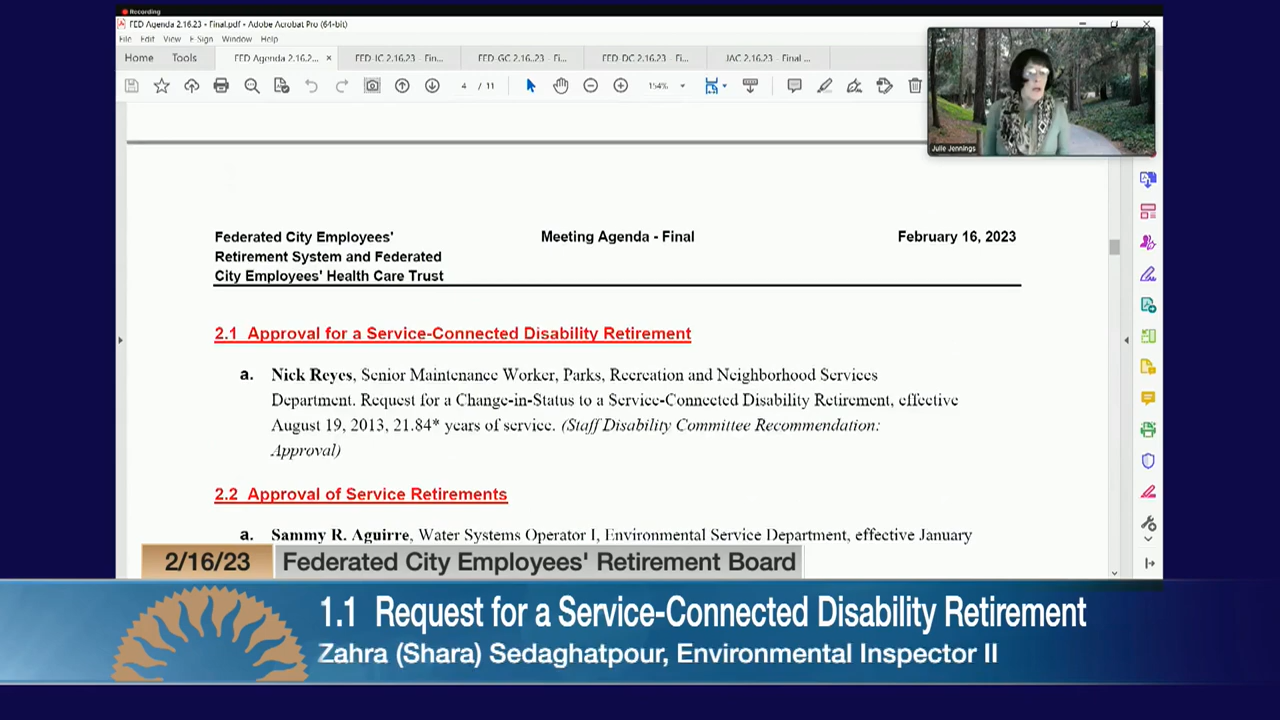 Recording
FED Agenda 2.16.23 - Final.pdf - Adobe Acrobat Pro (64-bit)
File Edit View E-Sign Window Help
Home Tools FED Agenda 2.16.2... × FED-IC 2.16.23 - Fin... FED-GC 2.16..23 - Fi... FED-DC 2.16.23 - Fi... JAC 2.16.23 - Final ...
4 / 11 154%
Julie Jennings
Federated City Employees' Meeting Agenda - Final February 16, 2023
Retirement System and Federated
City Employees' Health Care Trust
2.1 Approval for a Service-Connected Disability Retirement
a. Nick Reyes, Senior Maintenance Worker, Parks, Recreation and Neighborhood Services
Department. Request for a Change-in-Status to a Service-Connected Disability Retirement, effective
August 19, 2013, 21.84* years of service. (Staff Disability Committee Recommendation:
Approval)
2.2 Approval of Service Retirements
a. Sammy R. Aguirre, Water Systems Operator I, Environmental Service Department, effective January
2/16/23 Federated City Employees' Retirement Board
1.1 Request for a Service-Connected Disability Retirement
Zahra (Shara) Sedaghatpour, Environmental Inspector II